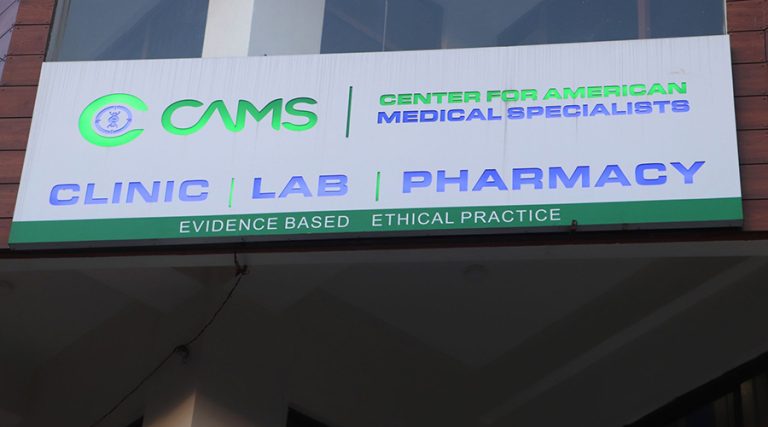 CAMS
CENTER FOR AMERICAN
MEDICAL SPECIALISTS
CLINIC | LAB | PHARMACY
EVIDENCE BASED ETHICAL PRACTICE